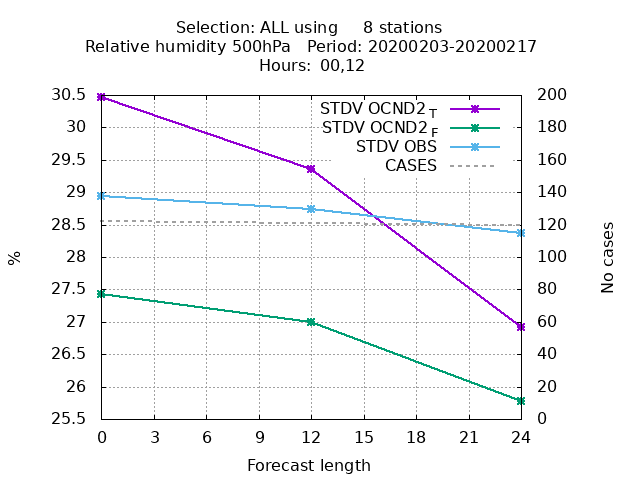 Selection: ALL using     8 stations
Relative humidity 500hPa   Period: 20200203-20200217
Hours:  00,12
STDV OCND2 T
STDV OCND2 F
STDV OBS
CASES
30.5
30
29.5
29
28.5
28
27.5
27
26.5
26
25.5
%
200
180
160
140
120
100
80
60
40
20
0
No cases
0 3 6 9 12 15 18 21 24
Forecast length